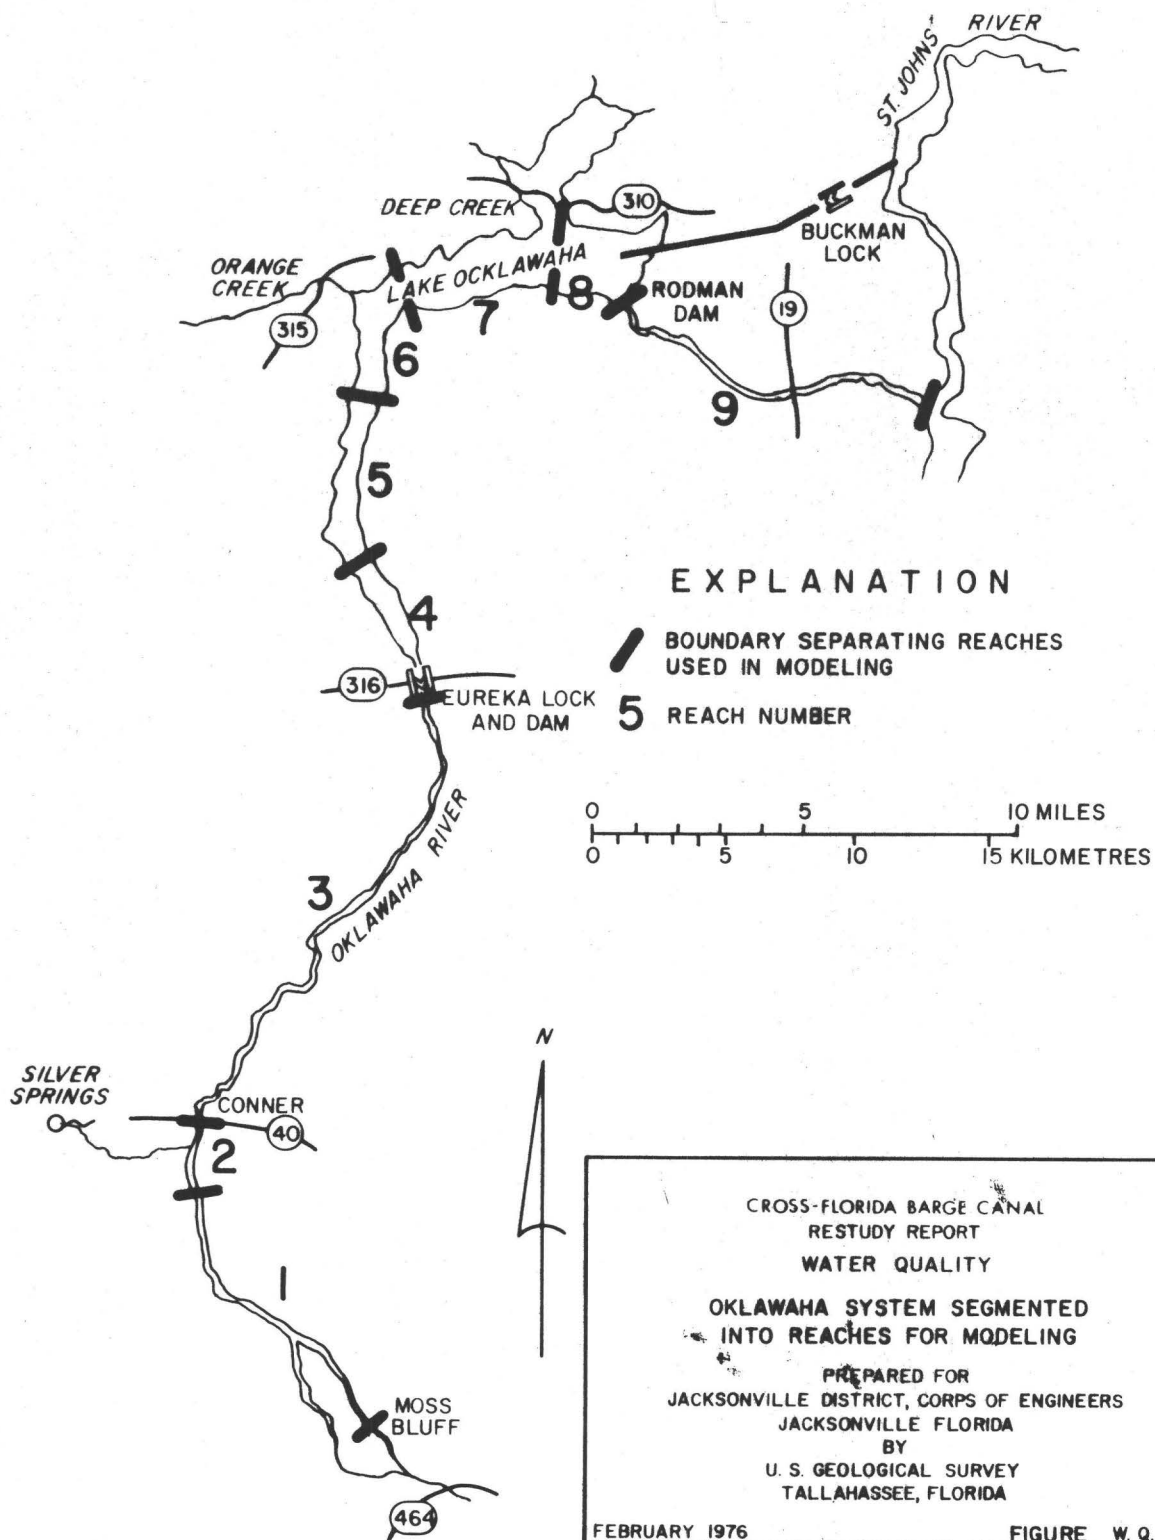 RIVER
ST. JOHNS
DEEP CREEK
310
BUCKMAN
LOCK
ORANGE
CREEK
LAKE OCKLAWAHA
RODMAN
DAM
8
7
19
315
6
9
5
EXPLANATION
BOUNDARY SEPARATING REACHES
USED IN MODELING
5 REACH NUMBER
4
316
EUREKA LOCK
AND DAM
0 5 10 MILES
0 5 10 15 KILOMETRES
3
OKLAWAHA RIVER
N
SILVER
SPRINGS
CONNER
40
2
1
MOSS
BLUFF
464
CROSS-FLORIDA BARGE CANAL
RESTUDY REPORT
WATER QUALITY
OKLAWAHA SYSTEM SEGMENTED
INTO REACHES FOR MODELING
PREPARED FOR
JACKSONVILLE DISTRICT, CORPS OF ENGINEERS
JACKSONVILLE FLORIDA
BY
U. S. GEOLOGICAL SURVEY
TALLAHASSEE, FLORIDA
FEBRUARY 1976 FIGURE W. Q.